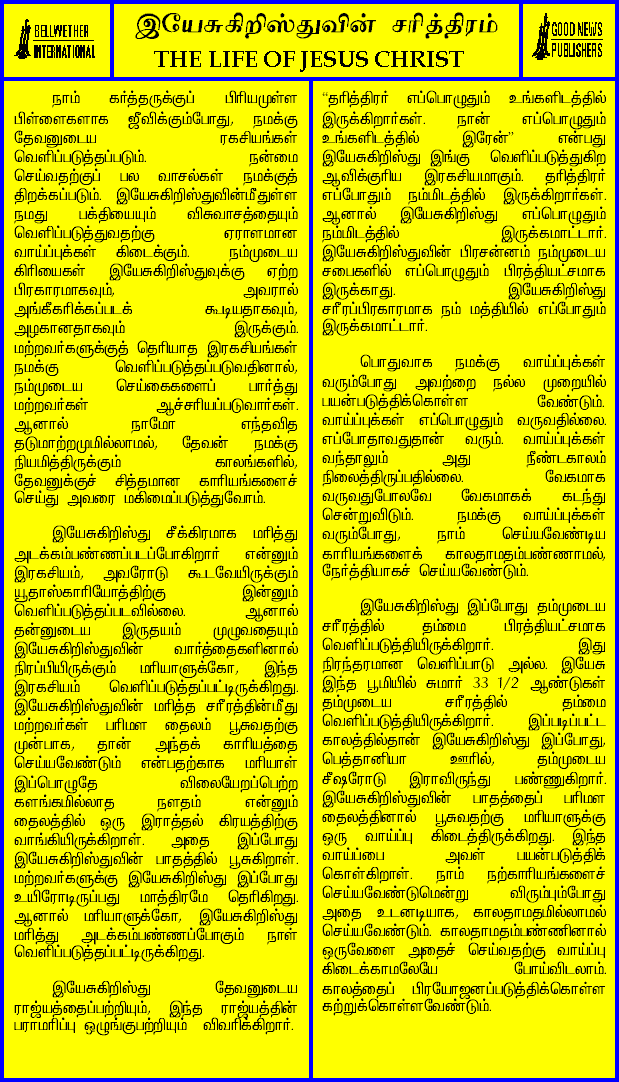 BELLWETHER
INTERNATIONAL
இயேசுகிறிஸ்துவின் சரித்திரம்
THE LIFE OF JESUS CHRIST
GOOD NEWS
PUBLISHERS
நாம் கர்த்தருக்குப் பிரியமுள்ள
பிள்ளைகளாக ஜீவிக்கும்போது, நமக்கு
தேவனுடைய ரகசியங்கள்
வெளிப்படுத்தப்படும். நன்மை
செய்வதற்குப் பல வாசல்கள் நமக்குத்
திறக்கப்படும். இயேசுகிறிஸ்துவின்மீதுள்ள
நமது பக்தியையும் விசுவாசத்தையும்
வெளிப்படுத்துவதற்கு ஏராளமான
வாய்ப்புக்கள் கிடைக்கும். நம்முடைய
கிரியைகள் இயேசுகிறிஸ்துவுக்கு ஏற்ற
பிரகாரமாகவும், அவரால்
அங்கீகரிக்கப்படக் கூடியதாகவும்,
அழகானதாகவும் இருக்கும்.
மற்றவர்களுக்குத் தெரியாத இரகசியங்கள்
நமக்கு வெளிப்படுத்தப்படுவதினால்,
நம்முடைய செய்கைகளைப் பார்த்து
மற்றவர்கள் ஆச்சரியப்படுவார்கள்.
ஆனால் நாமோ எந்தவித
தடுமாற்றமுமில்லாமல், தேவன் நமக்கு
நியமித்திருக்கும் காலங்களில்,
தேவனுக்குச் சித்தமான காரியங்களைச்
செய்து அவரை மகிமைப்படுத்துவோம்.
இயேசுகிறிஸ்து சீக்கிரமாக மரித்து
அடக்கம்பண்ணப்படப்போகிறார் என்னும்
இரகசியம், அவரோடு கூடவேயிருக்கும்
யூதாஸ்காரியோத்திற்கு இன்னும்
வெளிப்படுத்தப்படவில்லை. ஆனால்
தன்னுடைய இருதயம் முழுவதையும்
இயேசுகிறிஸ்துவின் வார்த்தைகளினால்
நிரப்பியிருக்கும் மரியாளுக்கோ, இந்த
இரகசியம் வெளிப்படுத்தப்பட்டிருக்கிறது.
இயேசுகிறிஸ்துவின் மரித்த சரீரத்தின்மீது
மற்றவர்கள் பரிமள தைலம் பூசுவதற்கு
முன்பாக, தான் அந்தக் காரியத்தை
செய்யவேண்டும் என்பதற்காக மரியாள்
இப்பொழுதே விலையேறப்பெற்ற
களங்கமில்லாத நளதம் என்னும்
தைலத்தில் ஒரு இராத்தல் கிரயத்திற்கு
வாங்கியிருக்கிறாள். அதை இப்போது
இயேசுகிறிஸ்துவின் பாதத்தில் பூசுகிறாள்.
மற்றவர்களுக்கு இயேசுகிறிஸ்து இப்போது
உயிரோடிருப்பது மாத்திரமே தெரிகிறது.
ஆனால் மரியாளுக்கோ, இயேசுகிறிஸ்து
மரித்து அடக்கம்பண்ணப்போகும் நாள்
வெளிப்படுத்தப்பட்டிருக்கிறது.
இயேசுகிறிஸ்து தேவனுடைய
ராஜ்யத்தைப்பற்றியும், இந்த ராஜ்யத்தின்
பராமரிப்பு ஒழுங்குபற்றியும் விவரிக்கிறார்.
“தரித்திரர் எப்பொழுதும் உங்களிடத்தில்
இருக்கிறார்கள். நான் எப்பொழுதும்
உங்களிடத்தில் இரேன்” என்பது
இயேசுகிறிஸ்து இங்கு வெளிப்படுத்துகிற
ஆவிக்குரிய இரகசியமாகும். தரித்திரர்
எப்போதும் நம்மிடத்தில் இருக்கிறார்கள்.
ஆனால் இயேசுகிறிஸ்து எப்பொழுதும்
நம்மிடத்தில் இருக்கமாட்டார்.
இயேசுகிறிஸ்துவின் பிரசன்னம் நம்முடைய
சபைகளில் எப்பொழுதும் பிரத்தியட்சமாக
இருக்காது. இயேசுகிறிஸ்து
சரீரப்பிரகாரமாக நம் மத்தியில் எப்போதும்
இருக்கமாட்டார்.
பொதுவாக நமக்கு வாய்ப்புக்கள்
வரும்போது அவற்றை நல்ல முறையில்
பயன்படுத்திக்கொள்ள வேண்டும்.
வாய்ப்புக்கள் எப்பொழுதும் வருவதில்லை.
எப்போதாவதுதான் வரும். வாய்ப்புக்கள்
வந்தாலும் அது நீண்டகாலம்
நிலைத்திருப்பதில்லை. வேகமாக
வருவதுபோலவே வேகமாகக் கடந்து
சென்றுவிடும். நமக்கு வாய்ப்புக்கள்
வரும்போது, நாம் செய்யவேண்டிய
காரியங்களைக் காலதாமதம்பண்ணாமல்,
நேர்த்தியாகச் செய்யவேண்டும்.
இயேசுகிறிஸ்து இப்போது தம்முடைய
சரீரத்தில் தம்மை பிரத்தியட்சமாக
வெளிப்படுத்தியிருக்கிறார். இது
நிரந்தரமான வெளிப்பாடு அல்ல. இயேசு
இந்த பூமியில் சுமார் 33 1/2 ஆண்டுகள்
தம்முடைய சரீரத்தில் தம்மை
வெளிப்படுத்தியிருக்கிறார். இப்படிப்பட்ட
காலத்தில்தான் இயேசுகிறிஸ்து இப்போது,
பெத்தானியா ஊரில், தம்முடைய
சீஷரோடு இராவிருந்து பண்ணுகிறார்.
இயேசுகிறிஸ்துவின் பாதத்தைப் பரிமள
தைலத்தினால் பூசுவதற்கு மரியாளுக்கு
ஒரு வாய்ப்பு கிடைத்திருக்கிறது. இந்த
வாய்ப்பை அவள் பயன்படுத்திக்
கொள்கிறாள். நாம் நற்காரியங்களைச்
செய்யவேண்டுமென்று விரும்பும்போது
அதை உடனடியாக, காலதாமதமில்லாமல்
செய்யவேண்டும். காலதாமதம்பண்ணினால்
ஒருவேளை அதைச் செய்வதற்கு வாய்ப்பு
கிடைக்காமலேயே போய்விடலாம்.
காலத்தைப் பிரயோஜனப்படுத்திக்கொள்ள
கற்றுக்கொள்ளவேண்டும்.